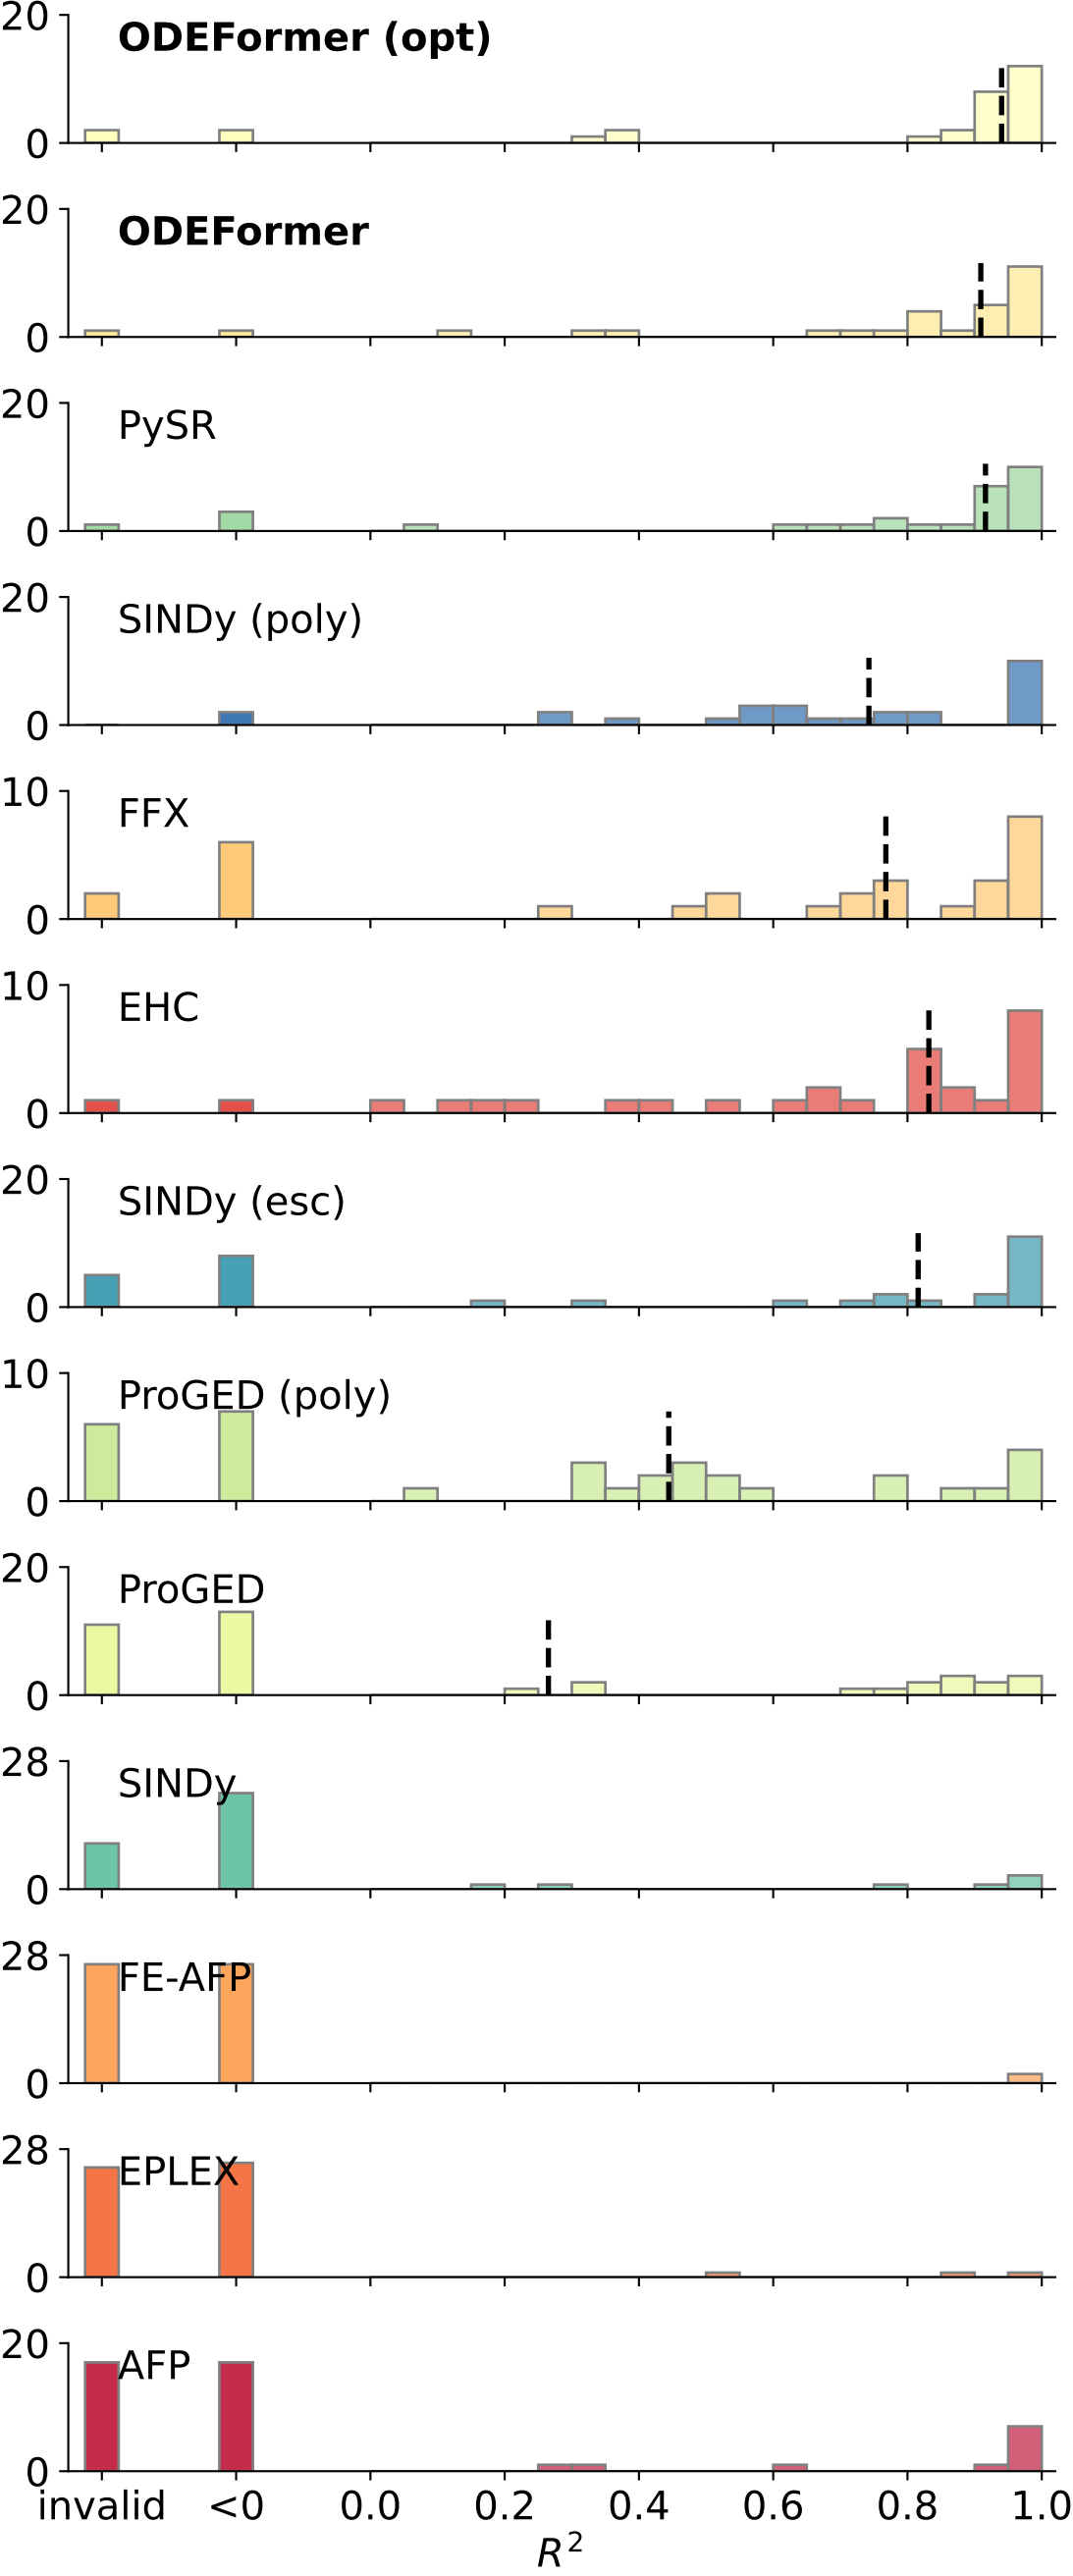 20
ODEFormer (opt)
0
20
ODEFormer
0
20
PySR
0
20
SINDy (poly)
0
10
FFX
0
10
EHC
0
20
SINDy (esc)
0
10
ProGED (poly)
0
20
ProGED
0
28
SINDy
0
28
FE-AFP
0
28
EPLEX
0
20
AFP
0
invalid <0 0.0 0.2 0.4 0.6 0.8 1.0
R²